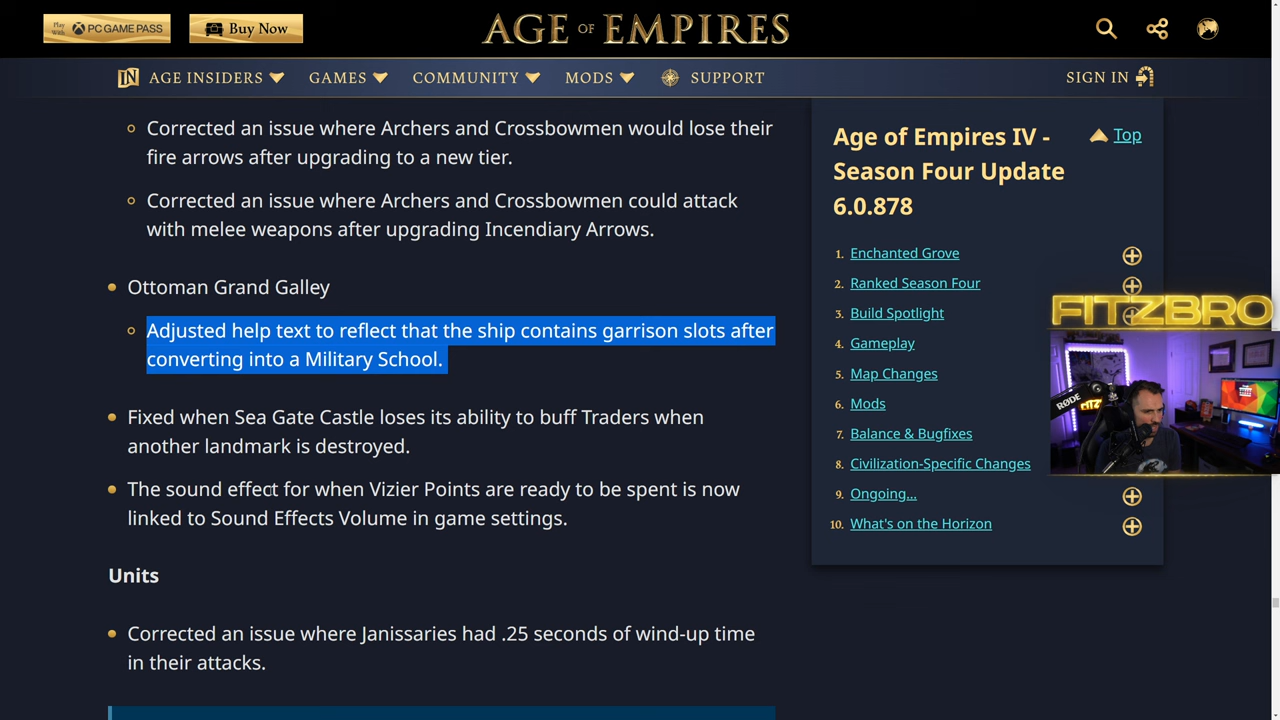 Play With
XBOX PC GAME PASS
Buy Now
AGE OF EMPIRES
IN AGE INSIDERS
GAMES
COMMUNITY
MODS
SUPPORT
SIGN IN
Corrected an issue where Archers and Crossbowmen would lose their
fire arrows after upgrading to a new tier.
Corrected an issue where Archers and Crossbowmen could attack
with melee weapons after upgrading Incendiary Arrows.
Ottoman Grand Galley
Adjusted help text to reflect that the ship contains garrison slots after
converting into a Military School.
Fixed when Sea Gate Castle loses its ability to buff Traders when
another landmark is destroyed.
The sound effect for when Vizier Points are ready to be spent is now
linked to Sound Effects Volume in game settings.
Units
Corrected an issue where Janissaries had .25 seconds of wind-up time
in their attacks.
Age of Empires IV -
Season Four Update
6.0.878
Top
1. Enchanted Grove
2. Ranked Season Four
3. Build Spotlight
4. Gameplay
5. Map Changes
6. Mods
7. Balance & Bugfixes
8. Civilization-Specific Changes
9. Ongoing...
10. What's on the Horizon
FITZBRO
RØDE